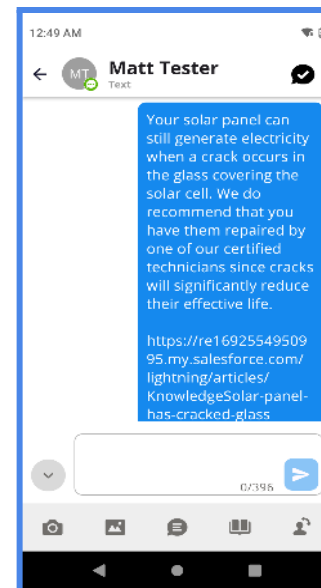 12:49 AM
MT
Matt Tester
Text
Your solar panel can
still generate electricity
when a crack occurs in
the glass covering the
solar cell. We do
recommend that you
have them repaired by
one of our certified
technicians since cracks
will significantly reduce
their effective life.
https://re16925549509
95.my.salesforce.com/
lightning/articles/
KnowledgeSolar-panel-
has-cracked-glass
0/396